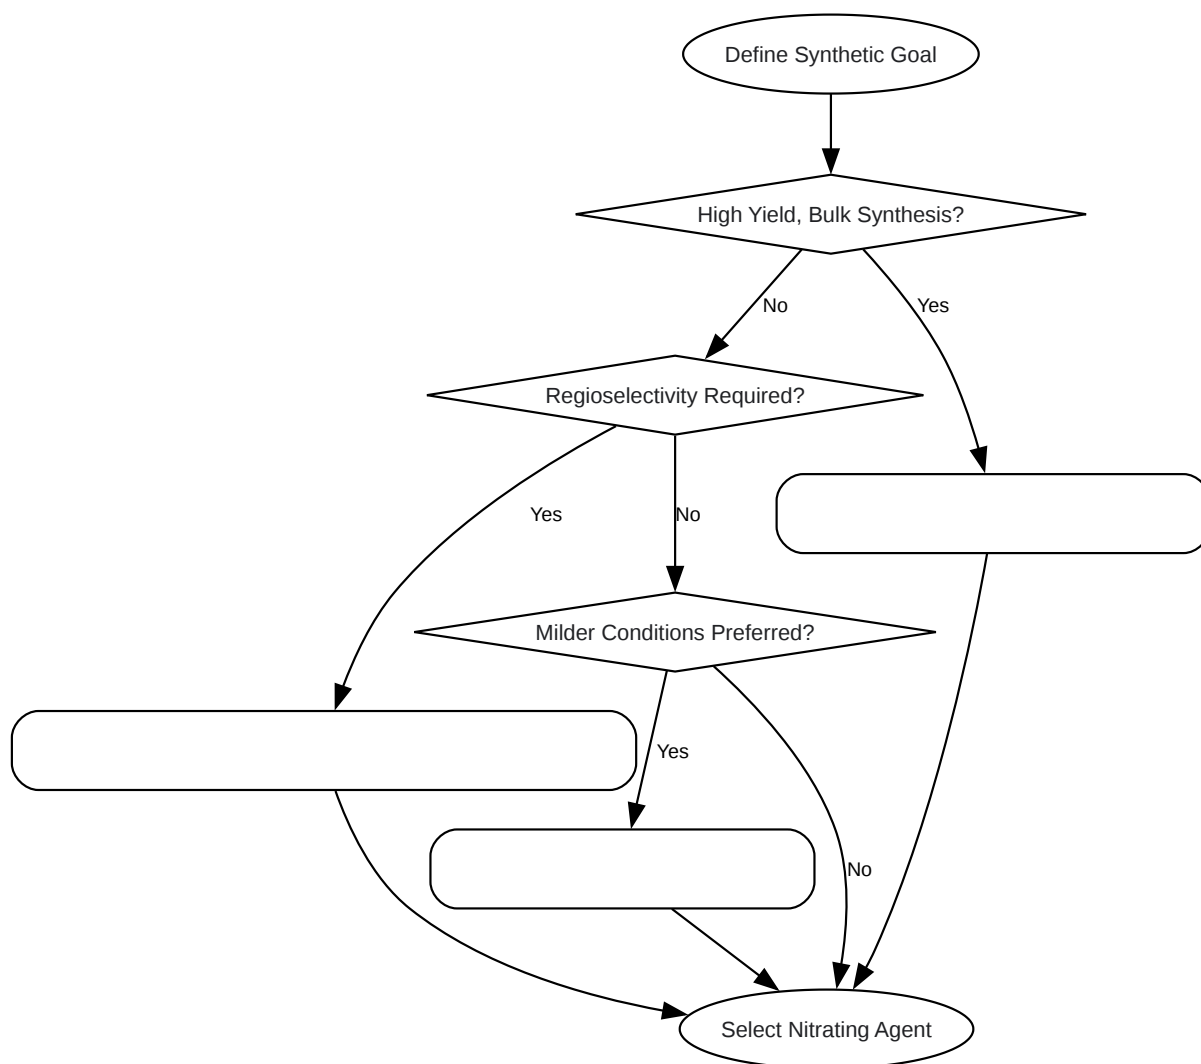 Define Synthetic Goal
High Yield, Bulk Synthesis?
No
Yes
Regioselectivity Required?
Yes
No
Milder Conditions Preferred?
Yes
No
Select Nitrating Agent